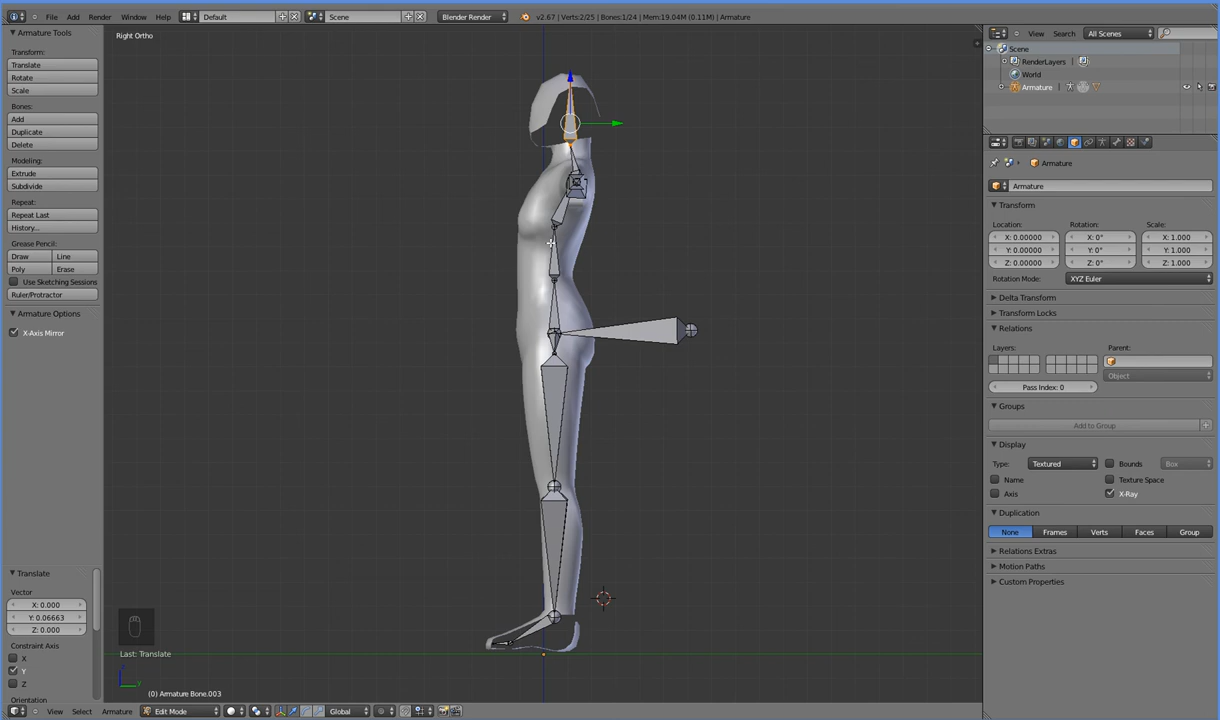 File Add Render Window Help Default Scene Blender Render v2.67 | Verts:2/25 | Bones:1/24 | Mem:19.04M (0.11M) | Armature
Armature Tools
Transform:
Translate
Rotate
Scale
Bones:
Add
Duplicate
Delete
Modeling:
Extrude
Subdivide
Repeat:
Repeat Last
History...
Grease Pencil:
Draw Line
Poly Erase
Use Sketching Sessions
Ruler/Protractor
Armature Options
X-Axis Mirror
Translate
Vector
X: 0.000
Y: 0.06663
Z: 0.000
Constraint Axis
X
Y
Z
Orientation
Right Ortho
Last: Translate
(0) Armature Bone.003
View Select Armature Edit Mode Global
View Search All Scenes
Scene
RenderLayers
World
Armature
Armature
Armature
Transform
Location: Rotation: Scale:
X: 0.00000 X: 0° X: 1.000
Y: 0.00000 Y: 0° Y: 1.000
Z: 0.00000 Z: 0° Z: 1.000
Rotation Mode: XYZ Euler
Delta Transform
Transform Locks
Relations
Layers: Parent:
Object
Pass Index: 0
Groups
Add to Group
Display
Type: Textured Bounds Box
Name Texture Space
Axis X-Ray
Duplication
None Frames Verts Faces Group
Relations Extras
Motion Paths
Custom Properties